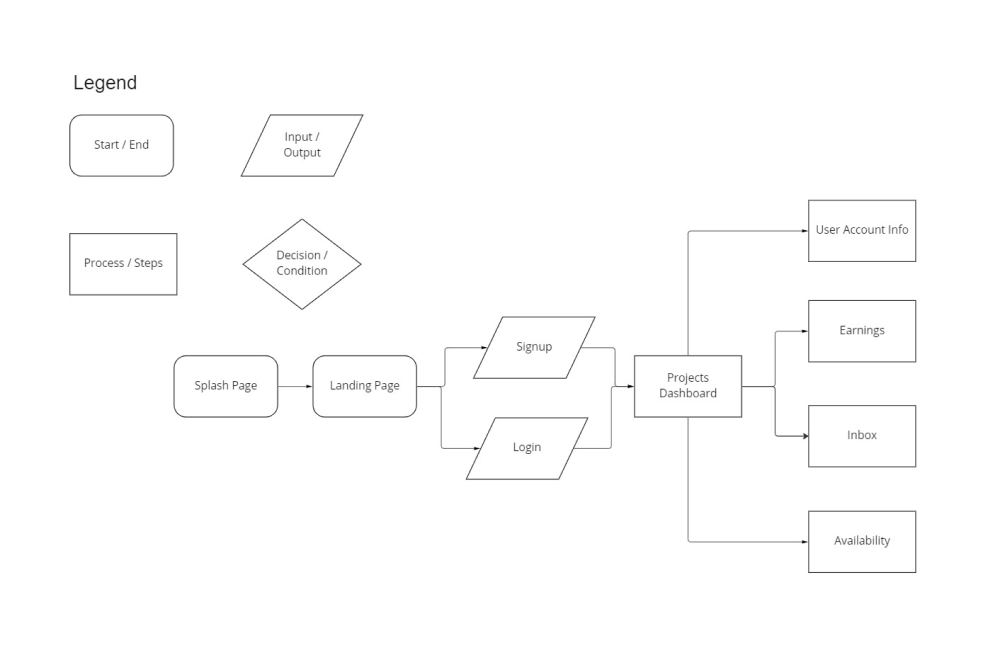 Legend
Start / End
Input /
Output
Process / Steps
Decision /
Condition
Splash Page
Landing Page
Signup
Login
Projects
Dashboard
User Account Info
Earnings
Inbox
Availability